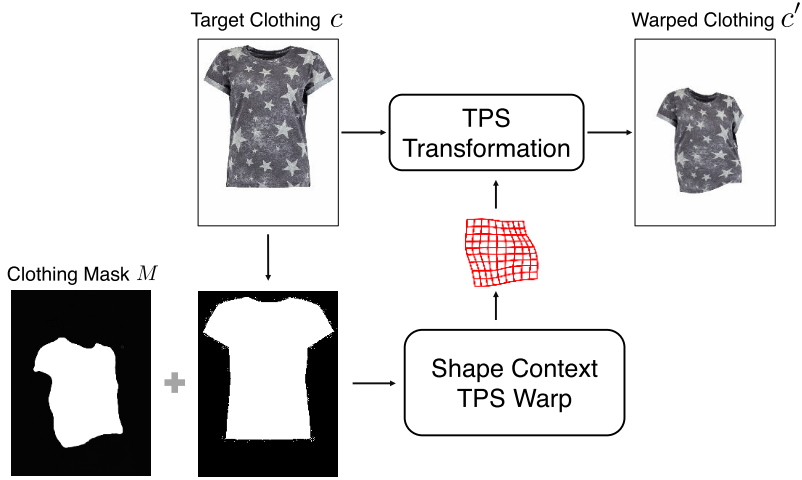 Target Clothing c
Warped Clothing c′
TPS
Transformation
Clothing Mask M
Shape Context
TPS Warp